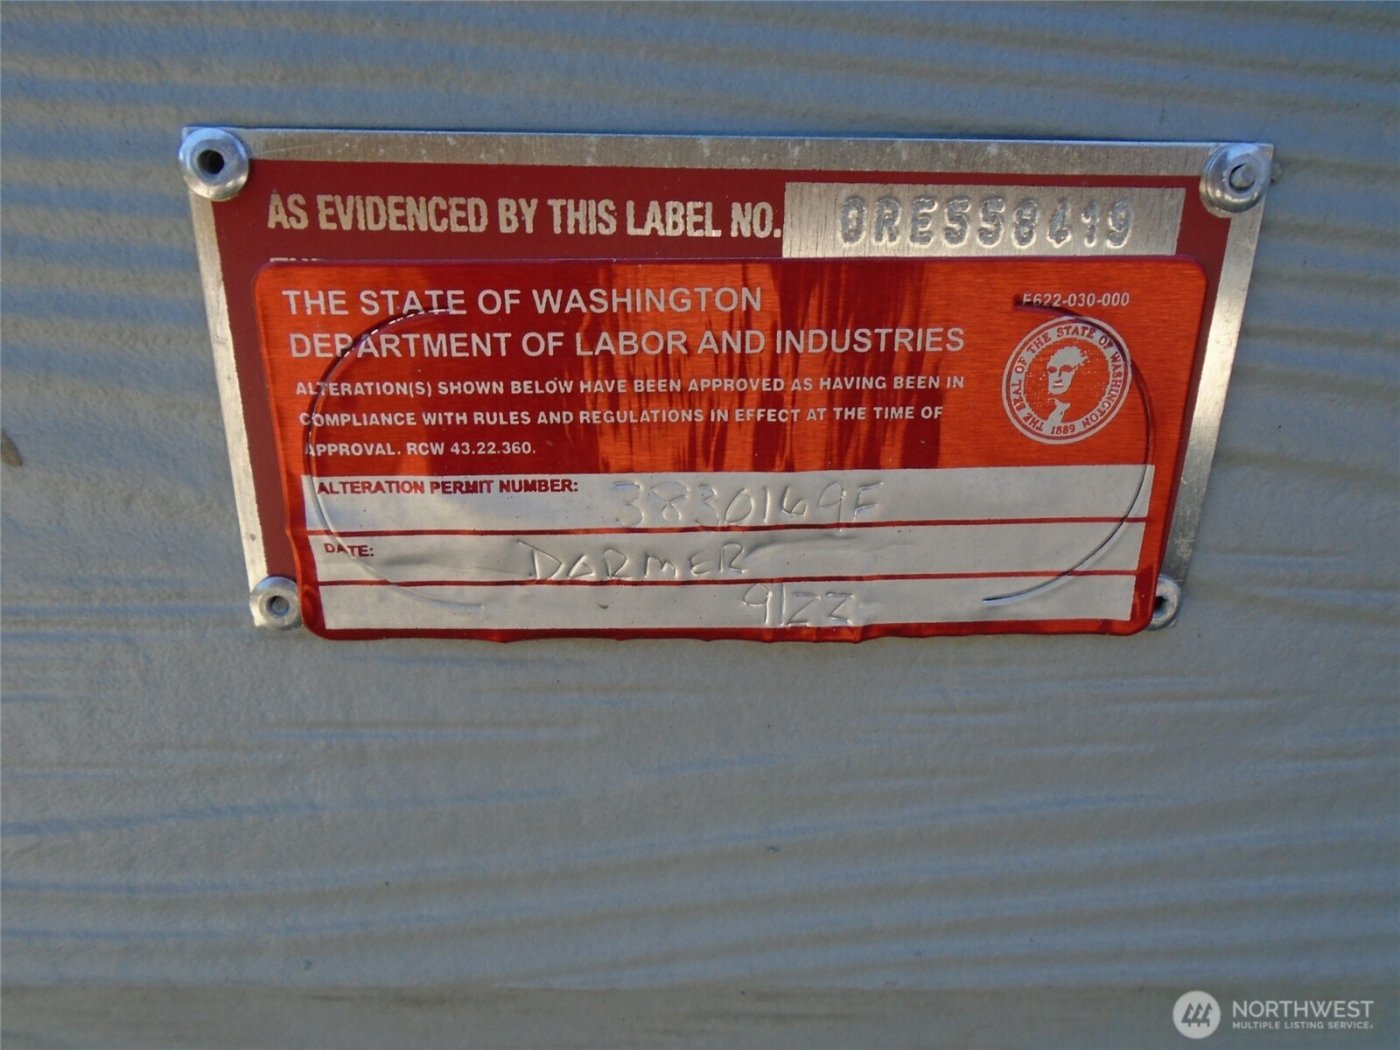 AS EVIDENCED BY THIS LABEL NO. ORE558419
THE STATE OF WASHINGTON
F622-030-000
DEPARTMENT OF LABOR AND INDUSTRIES
ALTERATION(S) SHOWN BELOW HAVE BEEN APPROVED AS HAVING BEEN IN
COMPLIANCE WITH RULES AND REGULATIONS IN EFFECT AT THE TIME OF
APPROVAL. RCW 43.22.360.
THE SEAL OF THE STATE OF WASHINGTON
1889
ALTERATION PERMIT NUMBER: 3830169F
DATE: DORMER
9/22
NORTHWEST
MULTIPLE LISTING SERVICE.